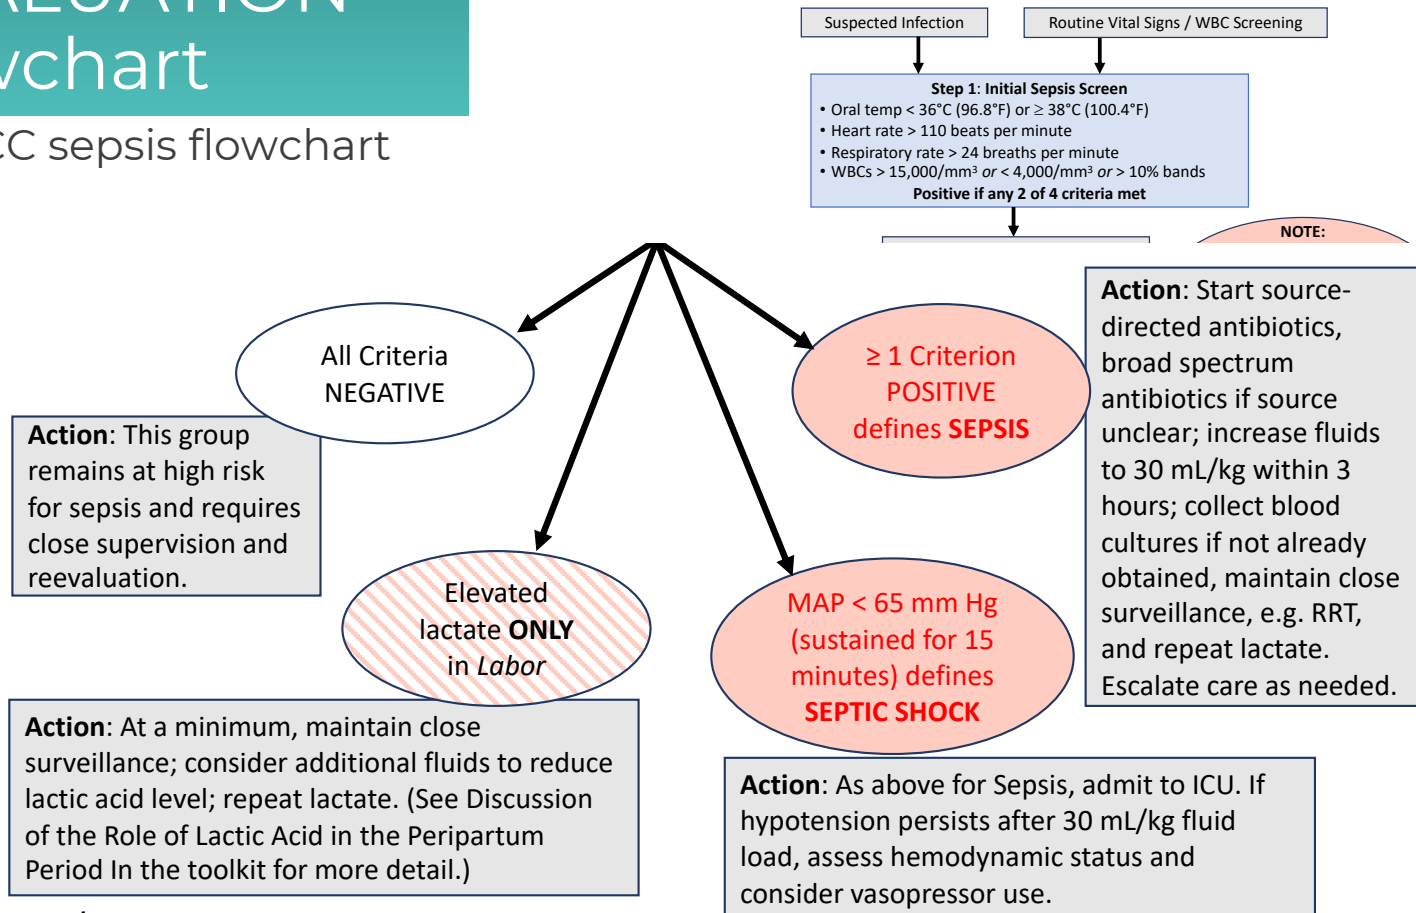 wchart
CC sepsis flowchart
Suspected Infection
Routine Vital Signs / WBC Screening
Step 1: Initial Sepsis Screen
• Oral temp < 36°C (96.8°F) or ≥ 38°C (100.4°F)
• Heart rate > 110 beats per minute
• Respiratory rate > 24 breaths per minute
• WBCs > 15,000/mm³ or < 4,000/mm³ or > 10% bands
Positive if any 2 of 4 criteria met
NOTE:
All Criteria
NEGATIVE
Action: This group
remains at high risk
for sepsis and requires
close supervision and
reevaluation.
Elevated
lactate ONLY
in Labor
Action: At a minimum, maintain close
surveillance; consider additional fluids to reduce
lactic acid level; repeat lactate. (See Discussion
of the Role of Lactic Acid in the Peripartum
Period In the toolkit for more detail.)
≥ 1 Criterion
POSITIVE
defines SEPSIS
Action: Start source-
directed antibiotics,
broad spectrum
antibiotics if source
unclear; increase fluids
to 30 mL/kg within 3
hours; collect blood
cultures if not already
obtained, maintain close
surveillance, e.g. RRT,
and repeat lactate.
Escalate care as needed.
MAP < 65 mm Hg
(sustained for 15
minutes) defines
SEPTIC SHOCK
Action: As above for Sepsis, admit to ICU. If
hypotension persists after 30 mL/kg fluid
load, assess hemodynamic status and
consider vasopressor use.